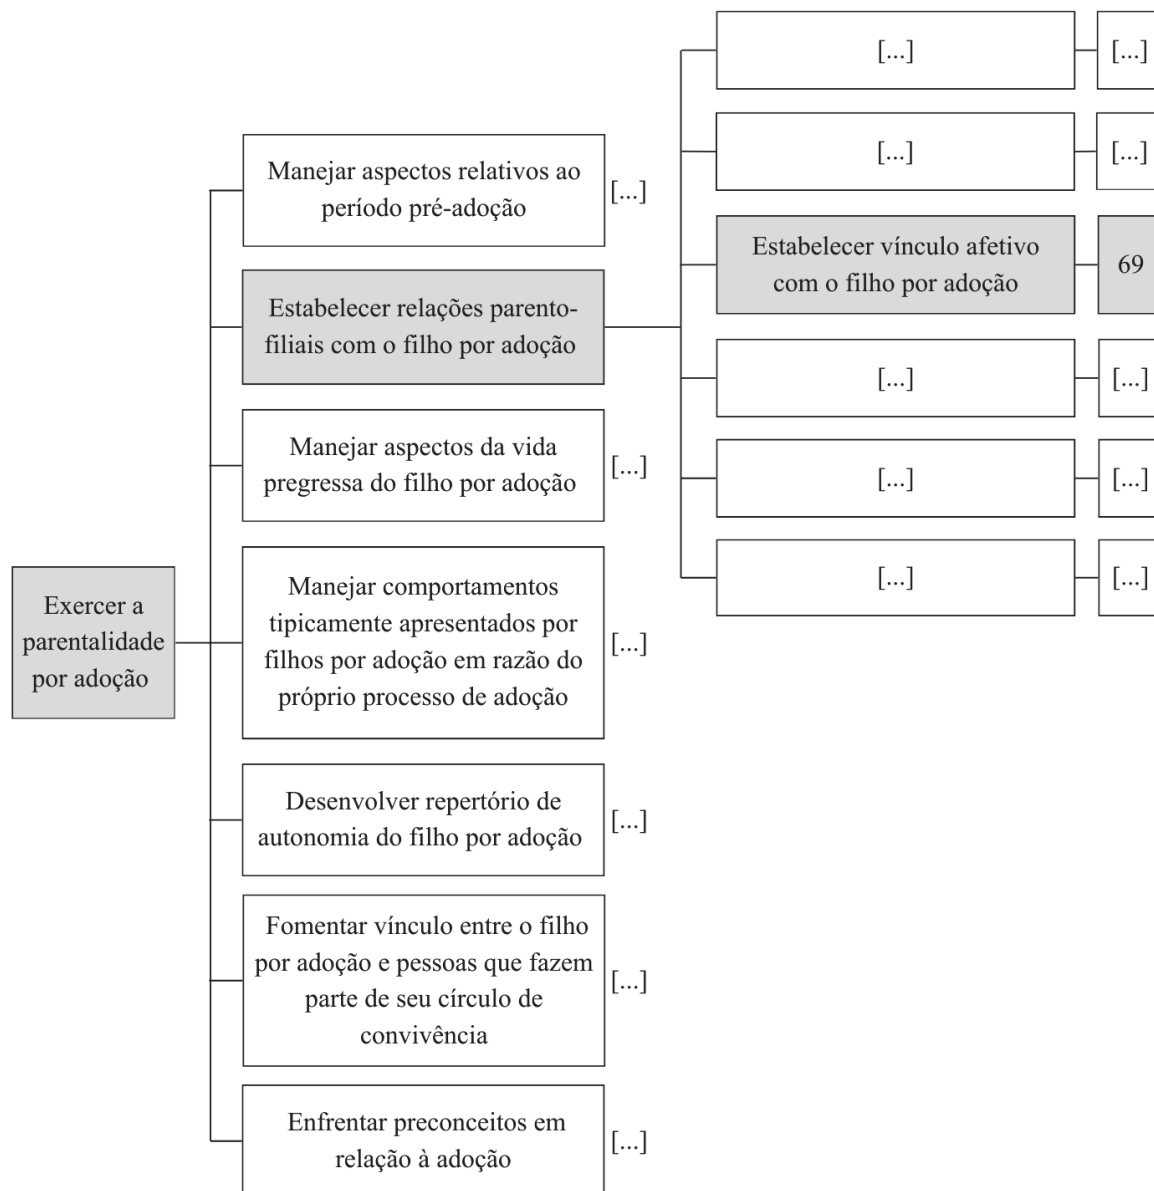 Exercer a
parentalidade
por adoção
Manejar aspectos relativos ao
período pré-adoção
[...]
Estabelecer relações parento-
filiais com o filho por adoção
Manejar aspectos da vida
pregressa do filho por adoção
[...]
Manejar comportamentos
tipicamente apresentados por
filhos por adoção em razão do
próprio processo de adoção
[...]
Desenvolver repertório de
autonomia do filho por adoção
[...]
Fomentar vínculo entre o filho
por adoção e pessoas que fazem
parte de seu círculo de
convivência
[...]
Enfrentar preconceitos em
relação à adoção
[...]
[...]
[...]
[...]
[...]
Estabelecer vínculo afetivo
com o filho por adoção
69
[...]
[...]
[...]
[...]
[...]
[...]